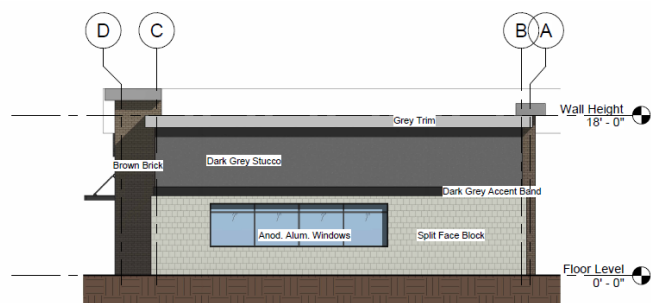 D
C
B
A
Wall Height
18' - 0"
Grey Trim
Dark Grey Stucco
Brown Brick
Dark Grey Accent Band
Anod. Alum. Windows
Split Face Block
Floor Level
0' - 0"